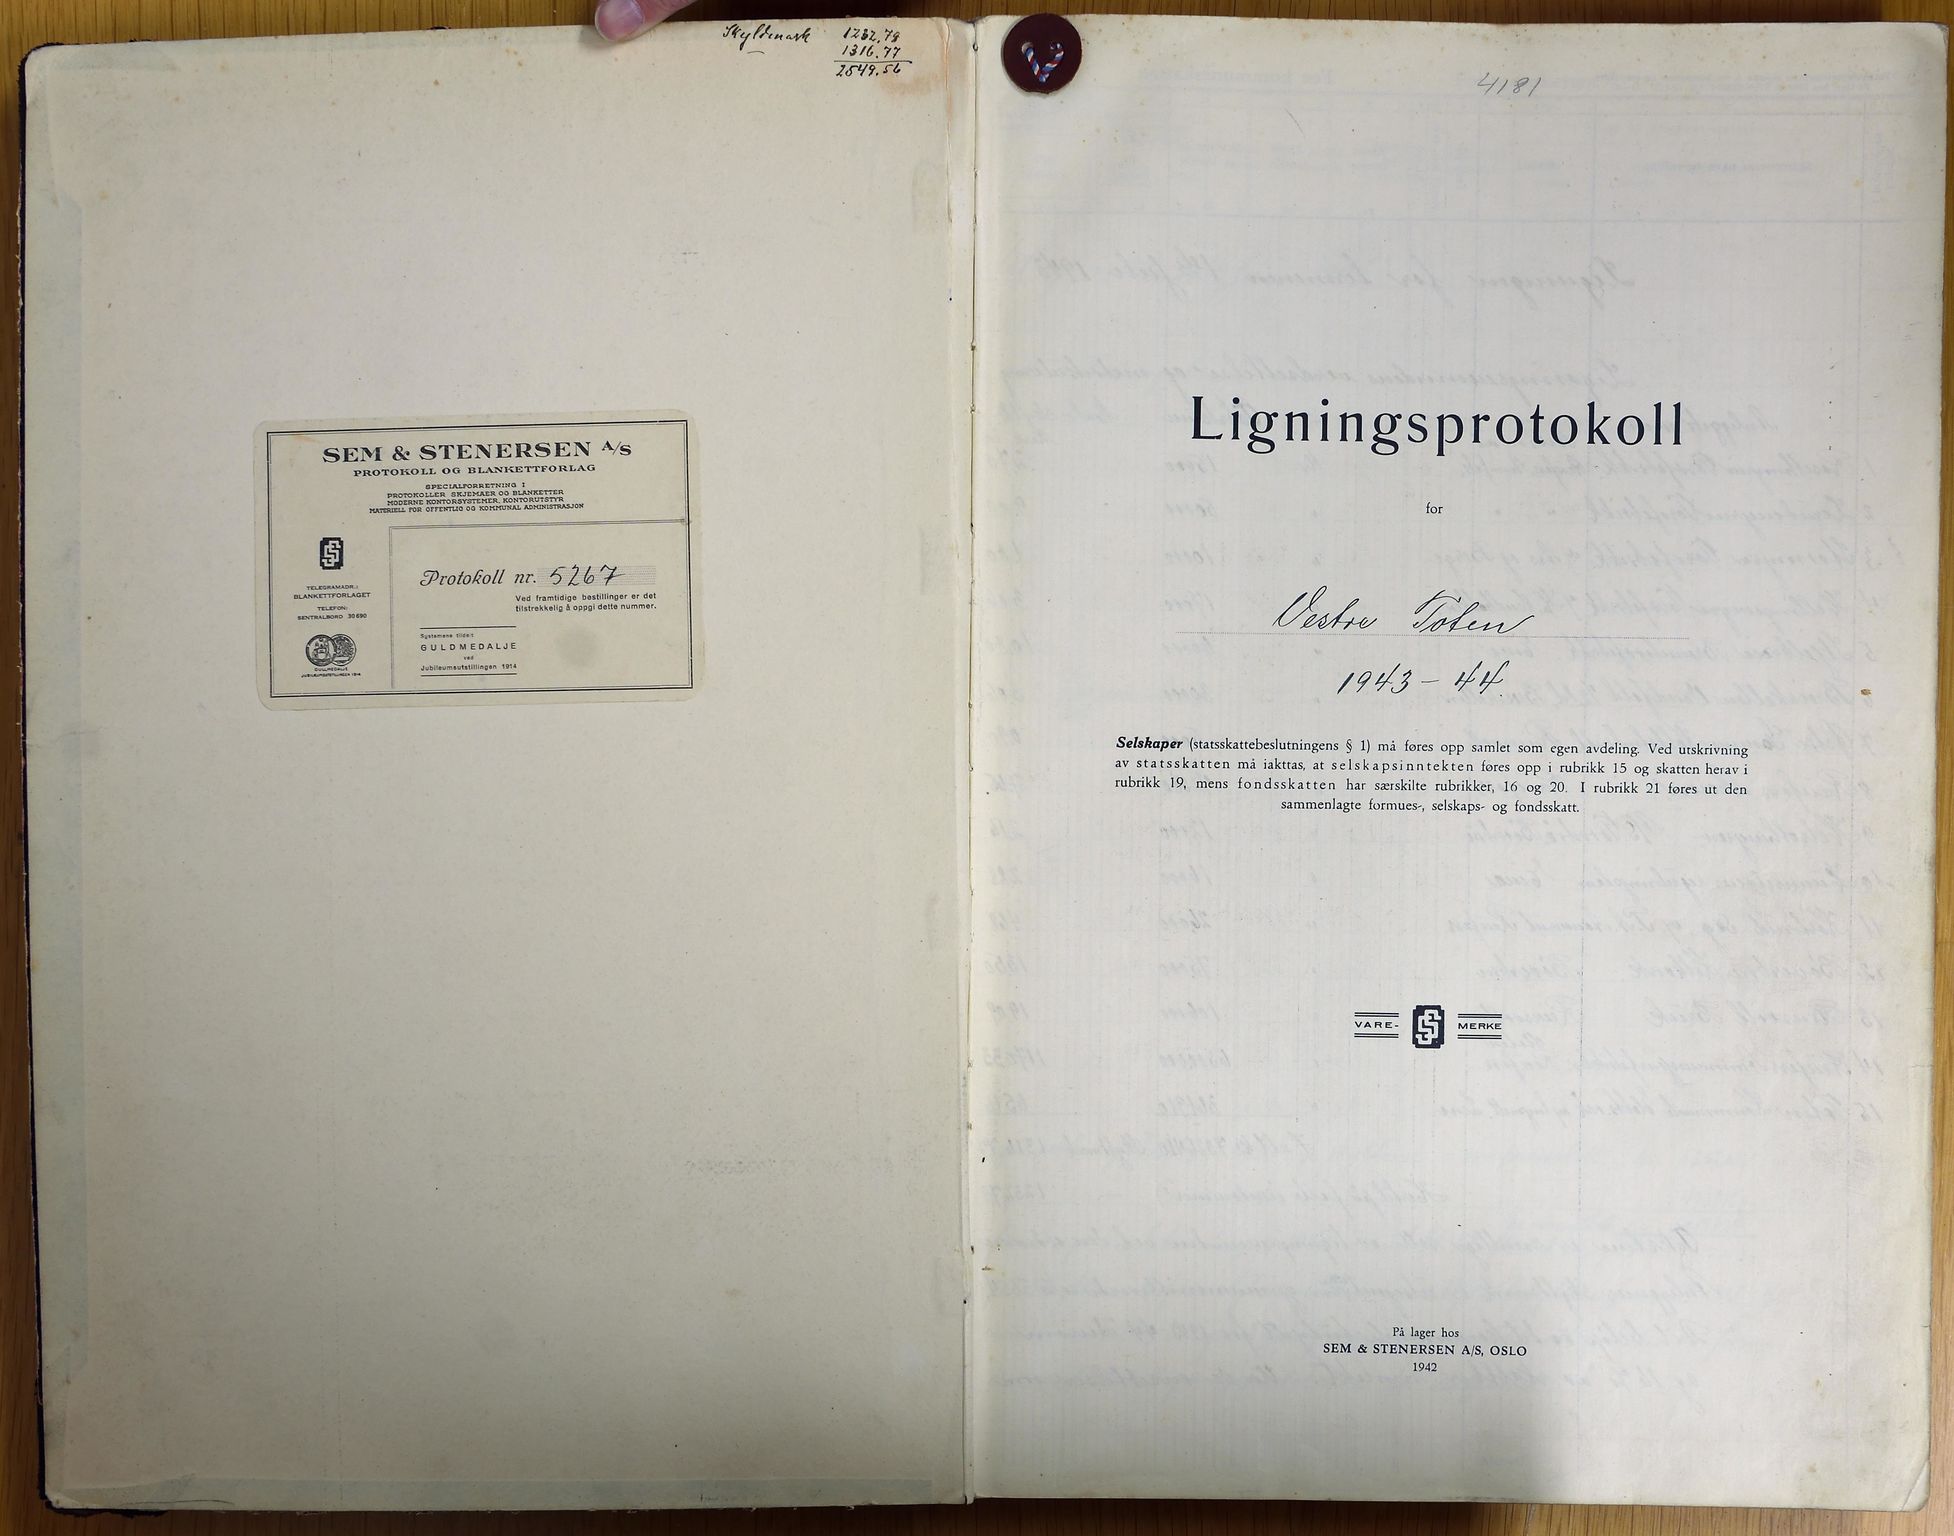 Skyldmark 1232.79
1316.77
2549.56
SEM & STENERSEN A/S
PROTOKOLL OG BLANKETTFORLAG
SPECIALFORRETNING I
PROTOKOLLER SKJEMAER OG BLANKETTER
MODERNE KONTORSYSTEMER, KONTORUTSTYR
MATERIELL FOR OFFENTLIG OG KOMMUNAL ADMINISTRASJON
TELEGRAMADR.:
BLANKETTFORLAGET
TELEFON:
SENTRALBORD 30690
GULLMEDALJE
JUBILEUMSUTSTILLINGEN 1914
Protokoll nr. 5267
Ved framtidige bestillinger er det
tilstrekkelig å oppgi dette nummer.
Systemene tildelt
GULDMEDALJE
ved
Jubileumsutstillingen 1914
4181
Ligningsprotokoll
for
Vestre Toten
1943-44.
Selskaper (statsskattebeslutningens § 1) må føres opp samlet som egen avdeling. Ved utskrivning
av statsskatten må iakttas, at selskapsinntekten føres opp i rubrikk 15 og skatten herav i
rubrikk 19, mens fondsskatten har særskilte rubrikker, 16 og 20. I rubrikk 21 føres ut den
sammenlagte formues-, selskaps- og fondsskatt.
VARE- MERKE
På lager hos
SEM & STENERSEN A/S, OSLO
1942